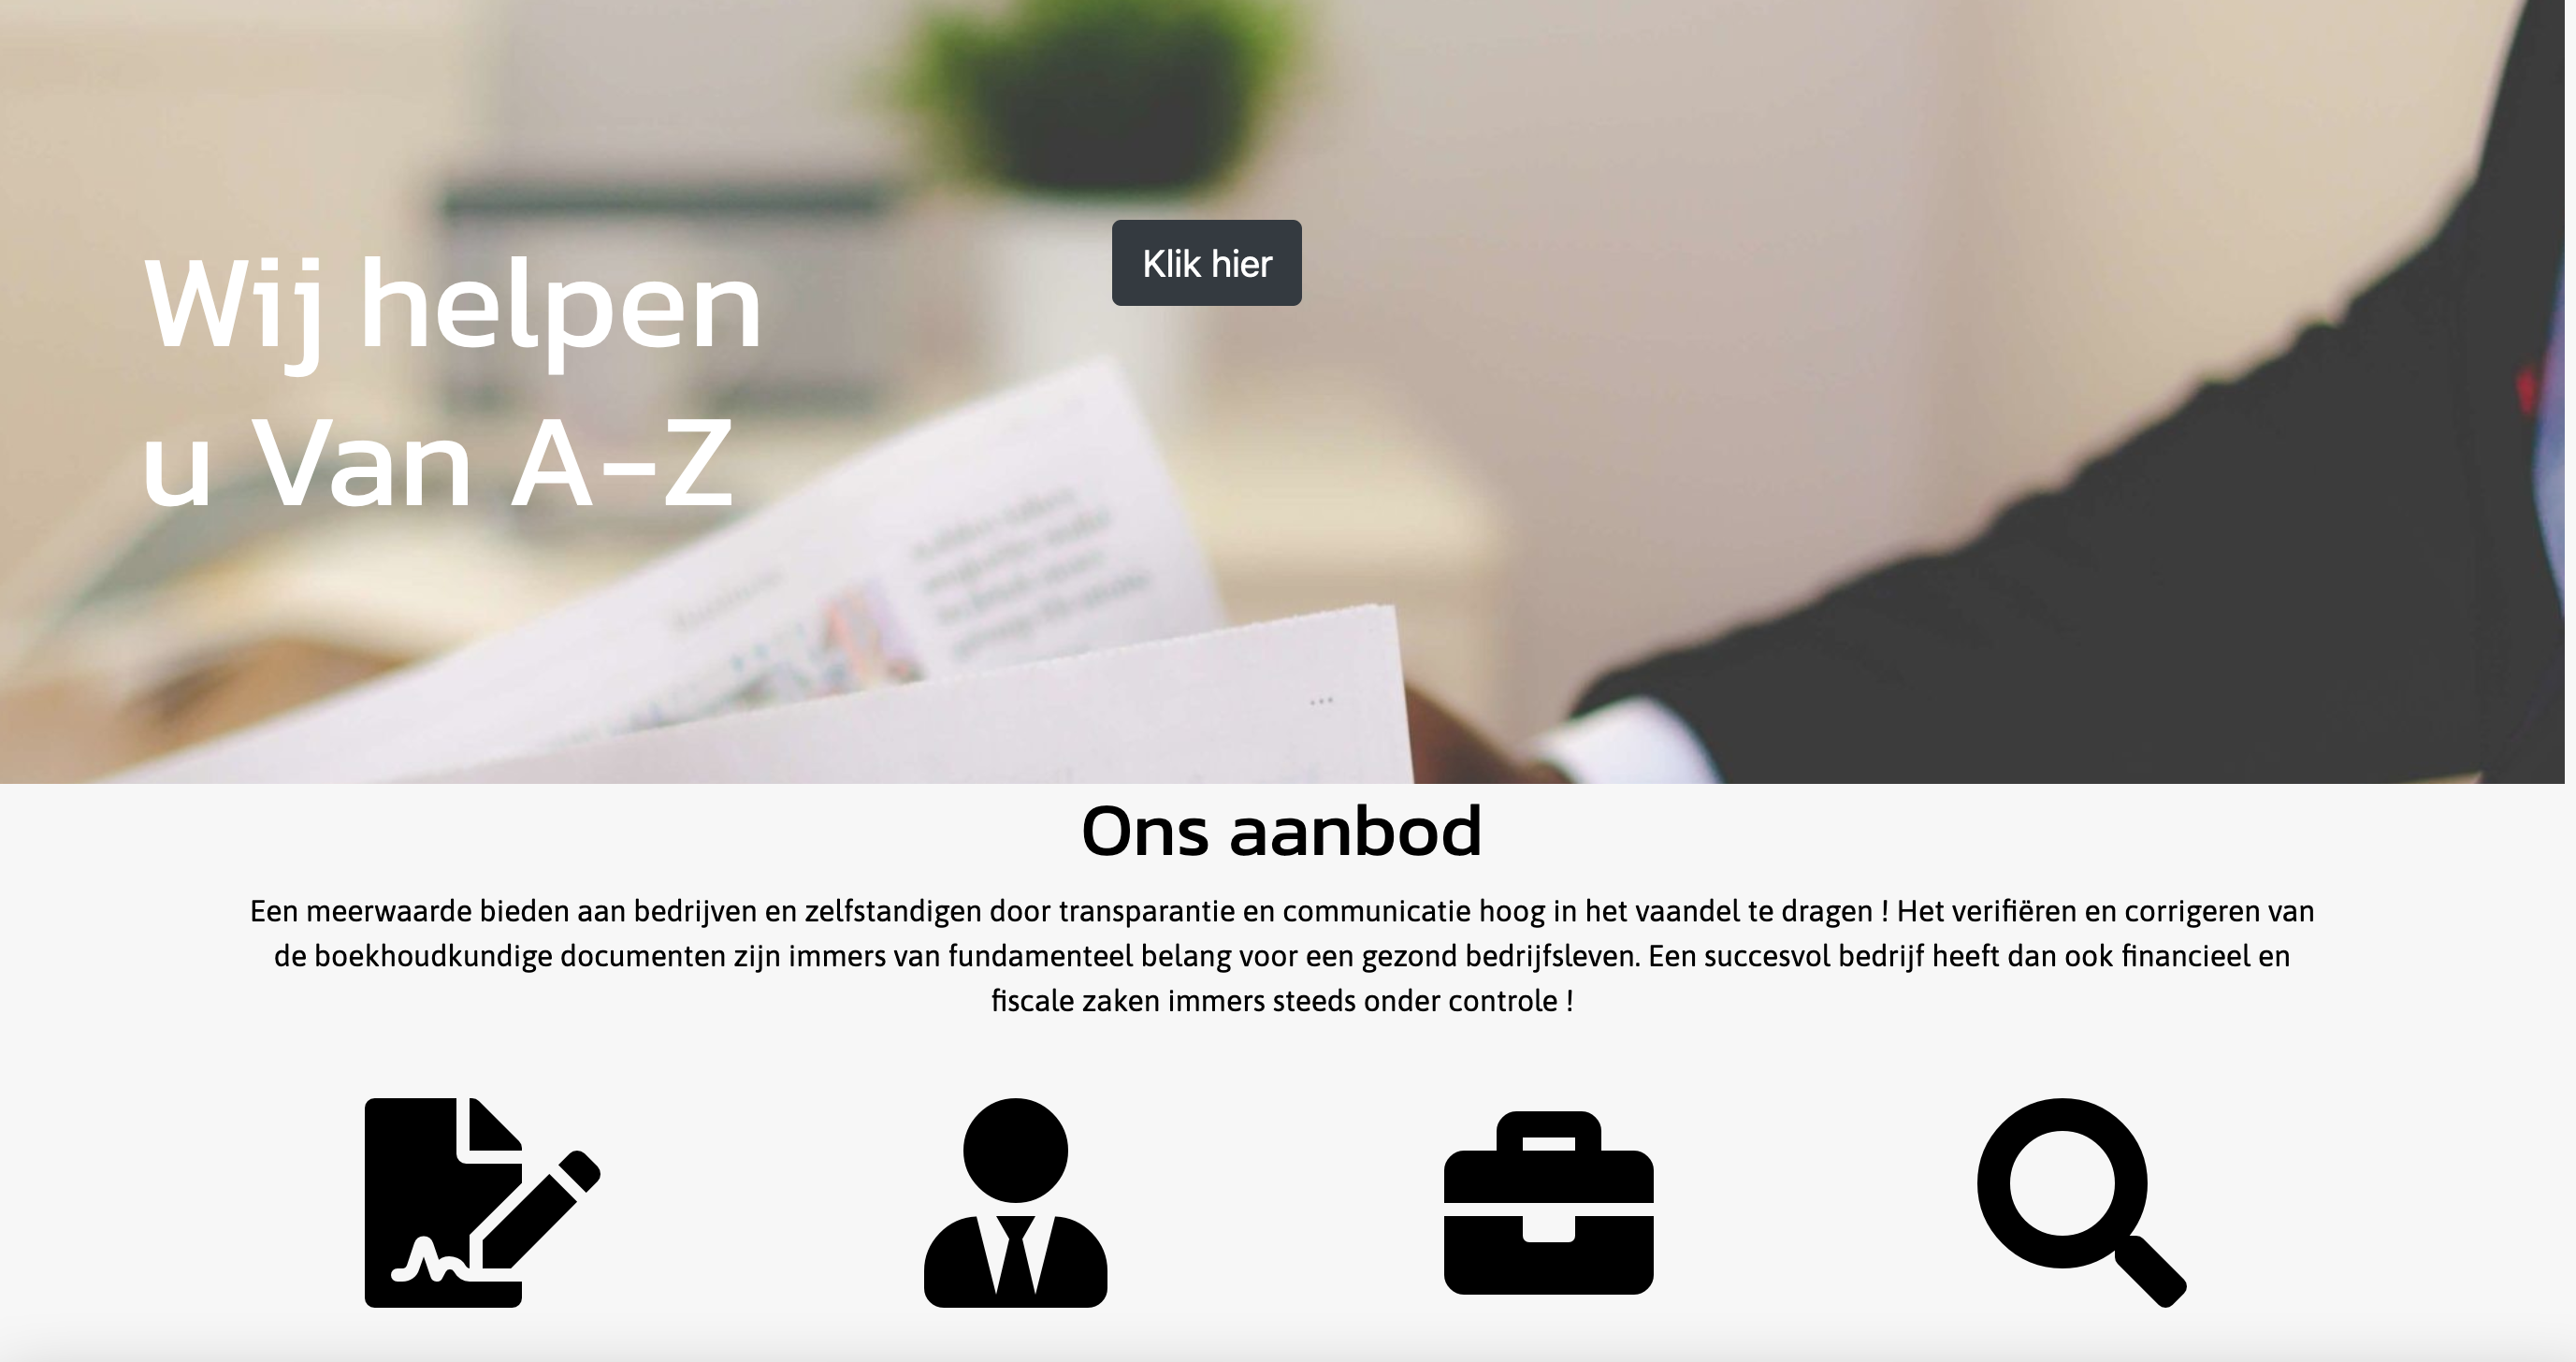 Klik hier
Wij helpen
u Van A-Z
Ons aanbod
Een meerwaarde bieden aan bedrijven en zelfstandigen door transparantie en communicatie hoog in het vaandel te dragen ! Het verifiëren en corrigeren van
de boekhoudkundige documenten zijn immers van fundamenteel belang voor een gezond bedrijfsleven. Een succesvol bedrijf heeft dan ook financieel en
fiscale zaken immers steeds onder controle !